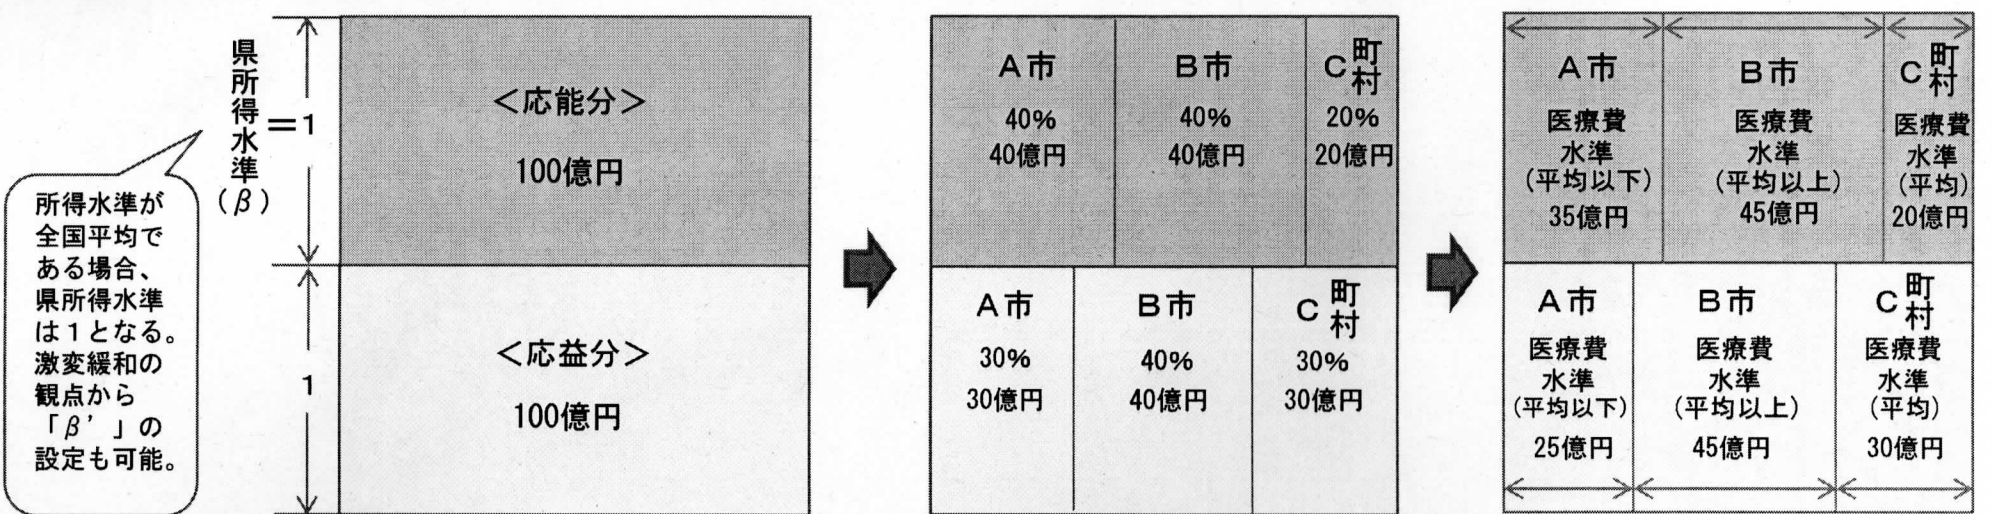 県所得水準(β)
＝1
所得水準が
全国平均で
ある場合、
県所得水準
は１となる。
激変緩和の
観点から
「β’」の
設定も可能。
＜応能分＞
100億円
1
＜応益分＞
100億円
A市
40%
40億円
B市
40%
40億円
C町村
20%
20億円
A市
30%
30億円
B市
40%
40億円
C町村
30%
30億円
A市
医療費
水準
(平均以下)
35億円
B市
医療費
水準
(平均以上)
45億円
C町村
医療費
水準
(平均)
20億円
A市
医療費
水準
(平均以下)
25億円
B市
医療費
水準
(平均以上)
45億円
C町村
医療費
水準
(平均)
30億円